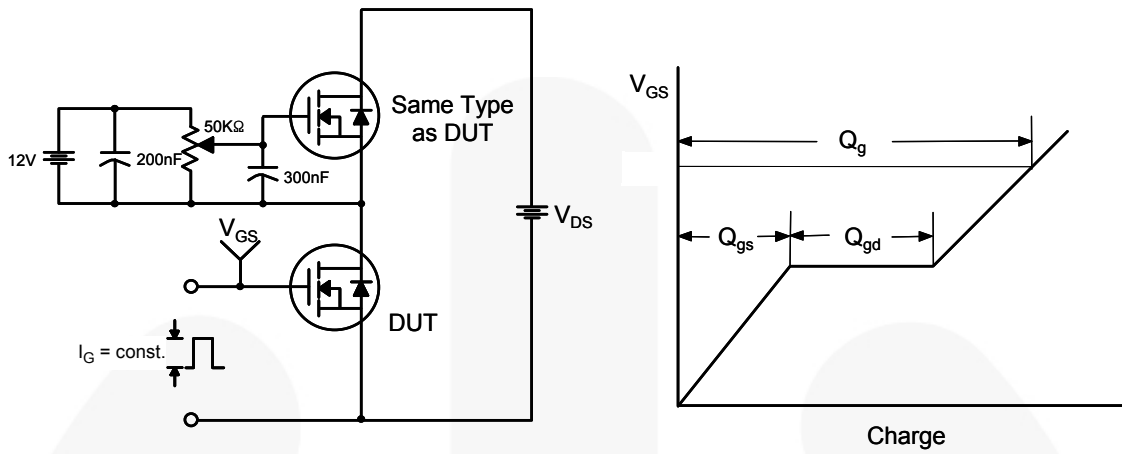 12V
200nF
50KΩ
300nF
Same Type
as DUT
V_DS
V_GS
DUT
I_G = const.
V_GS
Q_g
Q_gs
Q_gd
Charge